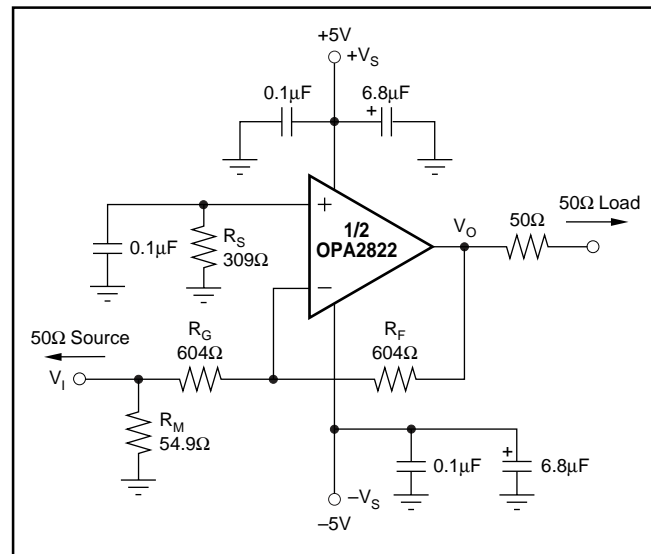 +5V
+V_S
0.1µF
6.8µF
+
+
1/2
OPA2822
−
V_O
50Ω
50Ω Load
0.1µF
R_S
309Ω
50Ω Source
V_I
R_G
604Ω
R_F
604Ω
R_M
54.9Ω
0.1µF
+
6.8µF
−V_S
−5V